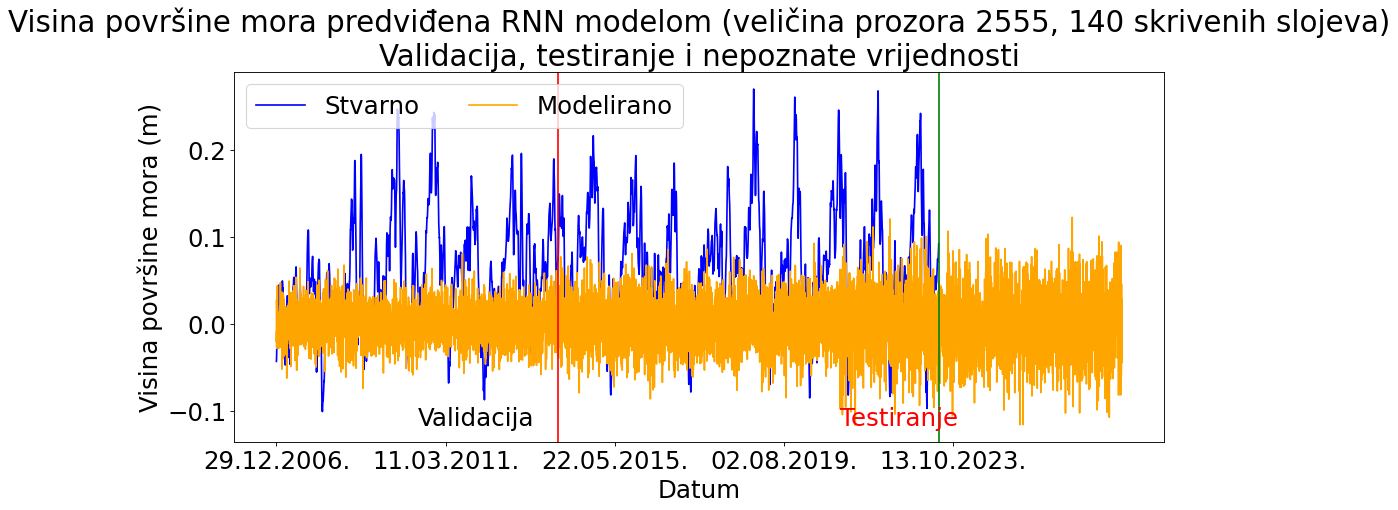 Visina površine mora predviđena RNN modelom (veličina prozora 2555, 140 skrivenih slojeva)
Validacija, testiranje i nepoznate vrijednosti
Stvarno Modelirano
Visina površine mora (m)
0.2
0.1
0.0
−0.1
Validacija Testiranje
29.12.2006. 11.03.2011. 22.05.2015. 02.08.2019. 13.10.2023.
Datum